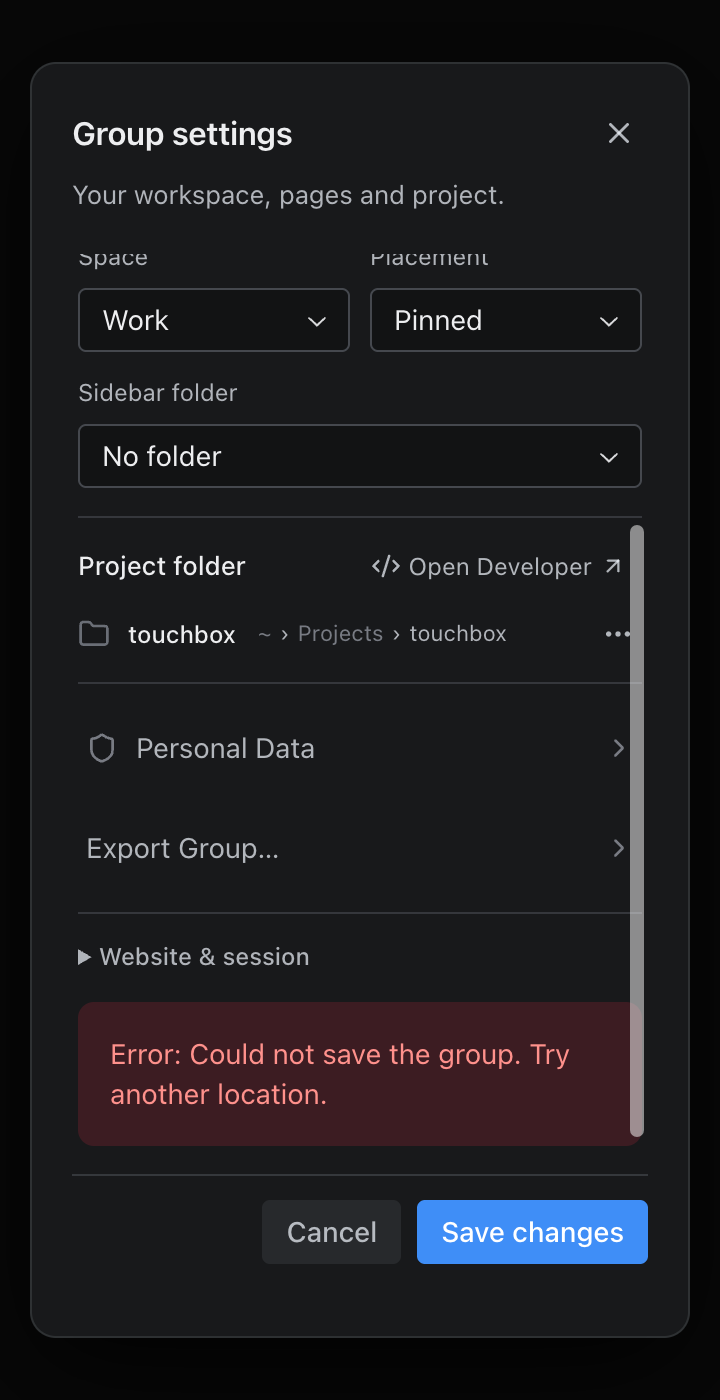 Group settings
Your workspace, pages and project.
Space Placement
Work Pinned
Sidebar folder
No folder
Project folder </> Open Developer
touchbox ~ › Projects › touchbox
Personal Data
Export Group...
Website & session
Error: Could not save the group. Try
another location.
Cancel Save changes